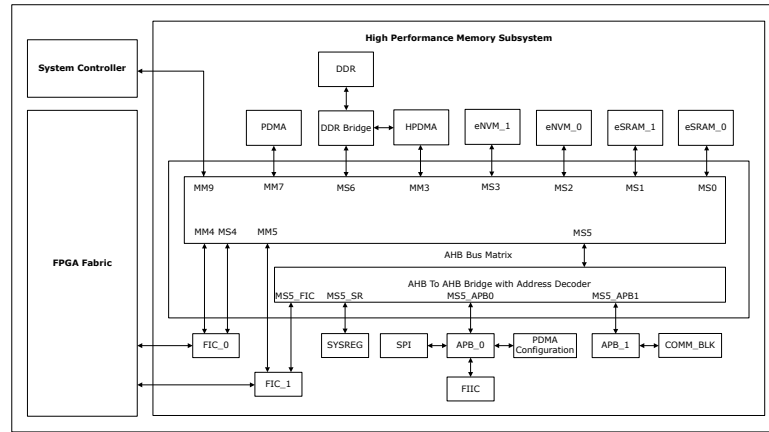 High Performance Memory Subsystem
System Controller
DDR
PDMA
DDR Bridge
HPDMA
eNVM_1
eNVM_0
eSRAM_1
eSRAM_0
MM9
MM7
MS6
MM3
MS3
MS2
MS1
MS0
MM4
MS4
MM5
MS5
AHB Bus Matrix
FPGA Fabric
AHB To AHB Bridge with Address Decoder
MS5_FIC
MS5_SR
MS5_APB0
MS5_APB1
FIC_0
SYSREG
SPI
APB_0
PDMA
Configuration
APB_1
COMM_BLK
FIC_1
FIIC